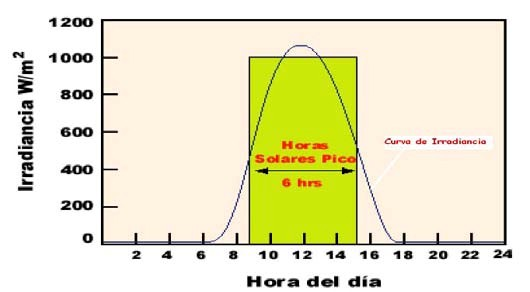 1200
1000
800
600
400
200
0
Irradiancia W/m²
Horas
Solares Pico
6 hrs
Curva de Irradiancia
2 4 6 8 10 12 14 16 18 20 22 24
Hora del día